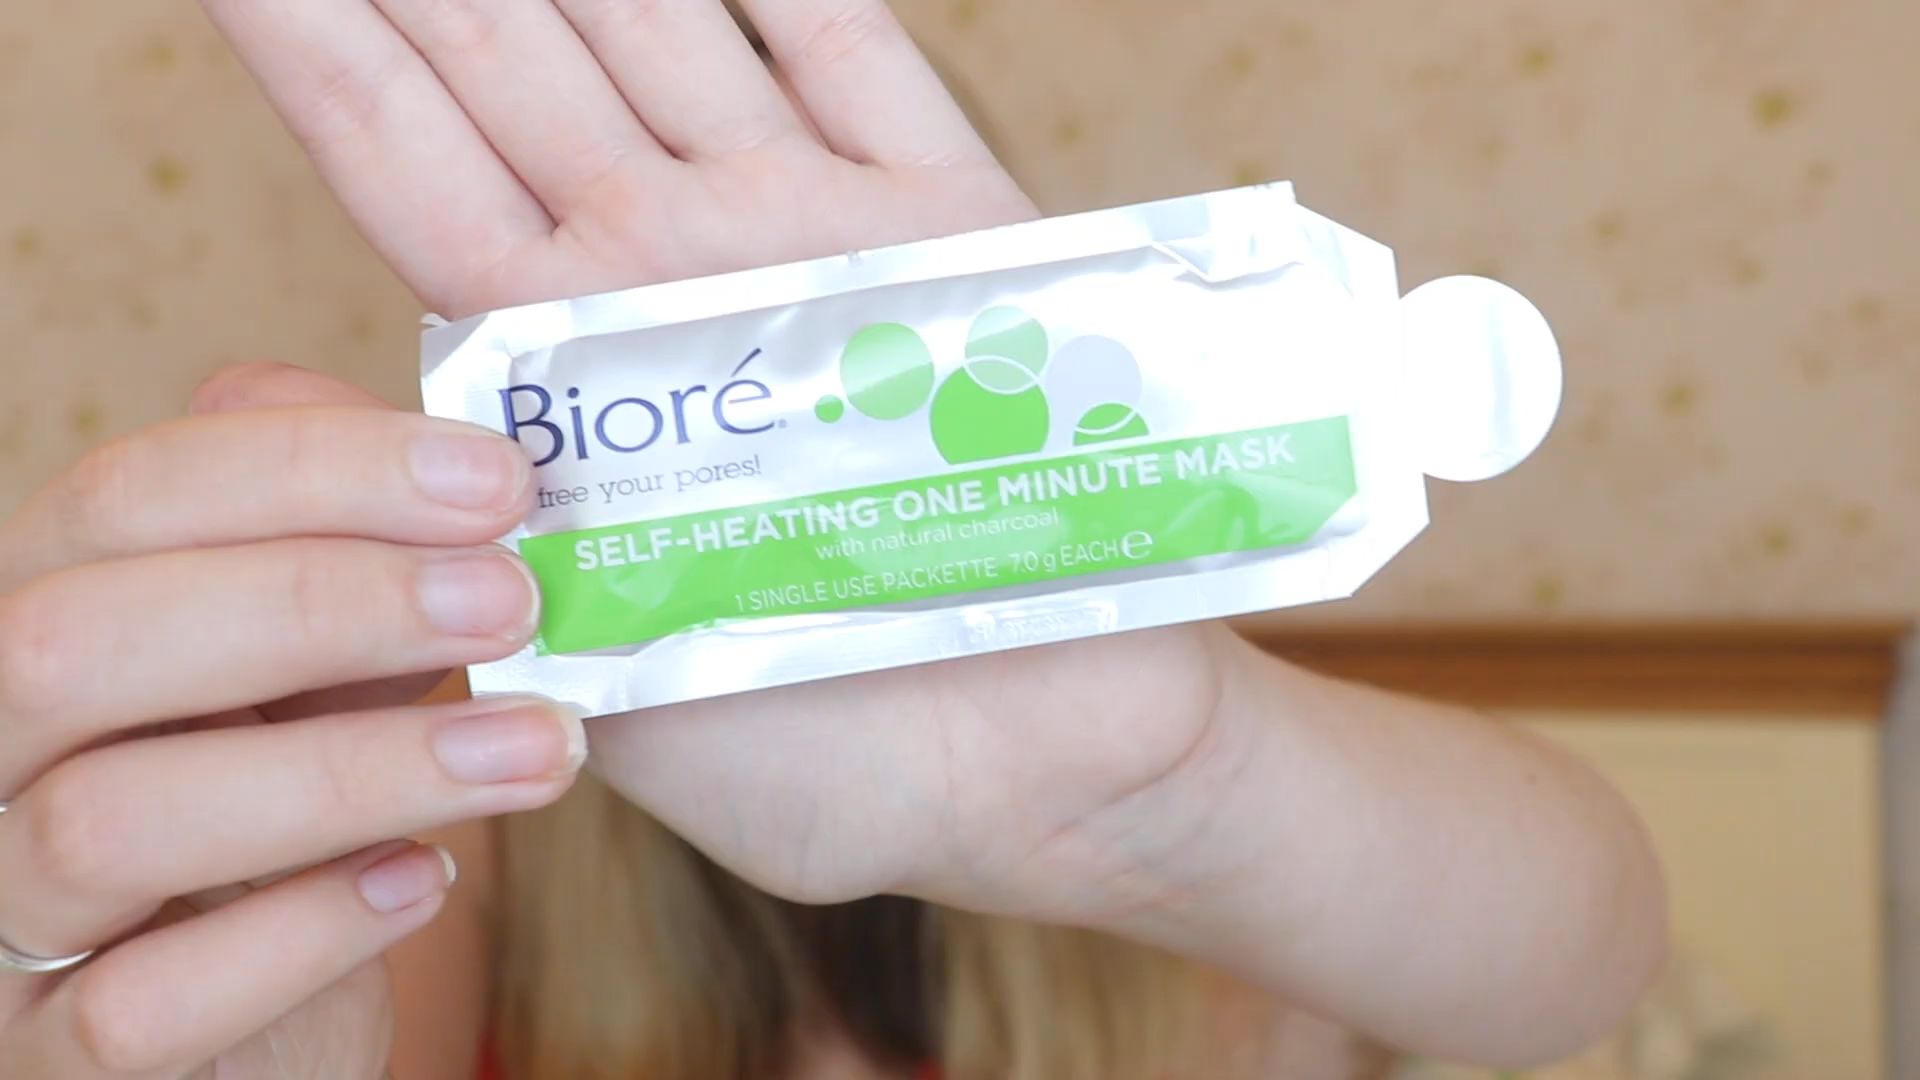 Bioré®
free your pores!
SELF-HEATING ONE MINUTE MASK
with natural charcoal
1 SINGLE USE PACKETTE 7.0 g EACH ℮